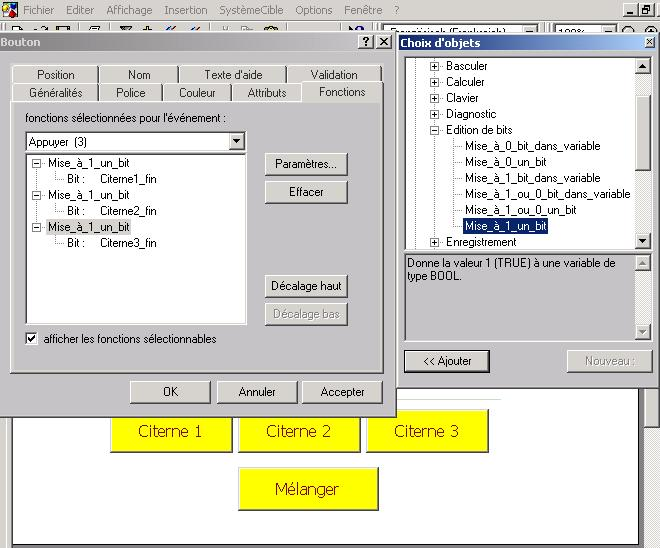 Fichier Editer Affichage Insertion SystèmeCible Options Fenêtre ?
Bouton
Position Nom Texte d'aide Validation
Généralités Police Couleur Attributs Fonctions
fonctions sélectionnées pour l'événement :
Appuyer (3)
Mise_à_1_un_bit
Bit : Citerne1_fin
Mise_à_1_un_bit
Bit : Citerne2_fin
Mise_à_1_un_bit
Bit : Citerne3_fin
Paramètres...
Effacer
Décalage haut
Décalage bas
afficher les fonctions sélectionnables
OK Annuler Accepter
Choix d'objets
Basculer
Calculer
Clavier
Diagnostic
Edition de bits
Mise_à_0_bit_dans_variable
Mise_à_0_un_bit
Mise_à_1_bit_dans_variable
Mise_à_1_ou_0_bit_dans_variable
Mise_à_1_ou_0_un_bit
Mise_à_1_un_bit
Enregistrement
Donne la valeur 1 (TRUE) à une variable de
type BOOL.
<< Ajouter Nouveau :
Citerne 1 Citerne 2 Citerne 3
Mélanger